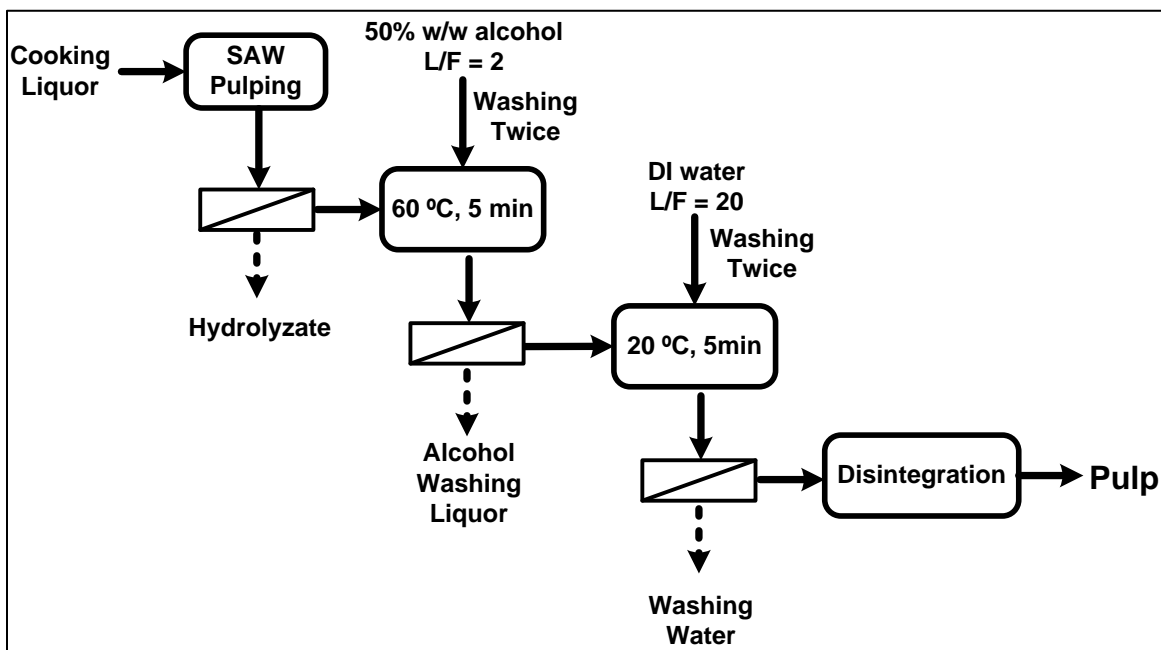 Cooking
Liquor
SAW
Pulping
50% w/w alcohol
L/F = 2
Washing
Twice
60 ºC, 5 min
Hydrolyzate
DI water
L/F = 20
Washing
Twice
20 ºC, 5min
Alcohol
Washing
Liquor
Disintegration
Pulp
Washing
Water